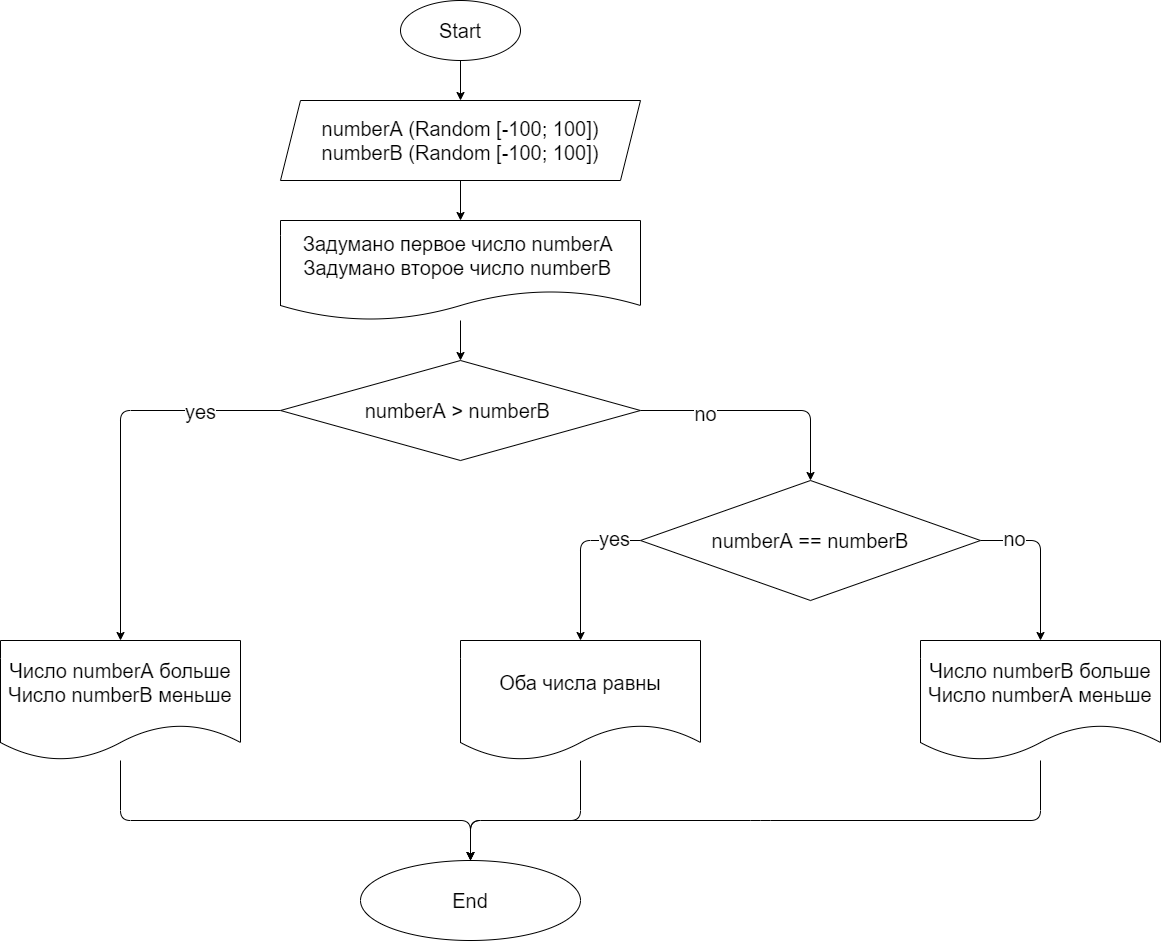 Start
numberA (Random [-100; 100])
numberB (Random [-100; 100])
Задумано первое число numberA
Задумано второе число numberB
numberA > numberB
yes
no
numberA == numberB
yes
no
Число numberA больше
Число numberB меньше
Оба числа равны
Число numberB больше
Число numberA меньше
End